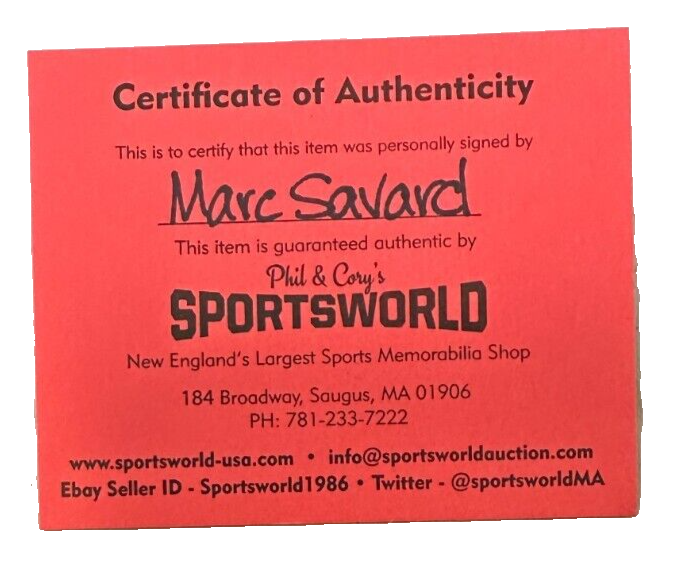 Certificate of Authenticity
This is to certify that this item was personally signed by
Marc Savard
This item is guaranteed authentic by
Phil & Cory's
SPORTSWORLD
New England's Largest Sports Memorabilia Shop
184 Broadway, Saugus, MA 01906
PH: 781-233-7222
www.sportsworld-usa.com • info@sportsworldauction.com
Ebay Seller ID - Sportsworld1986 • Twitter - @sportsworldMA